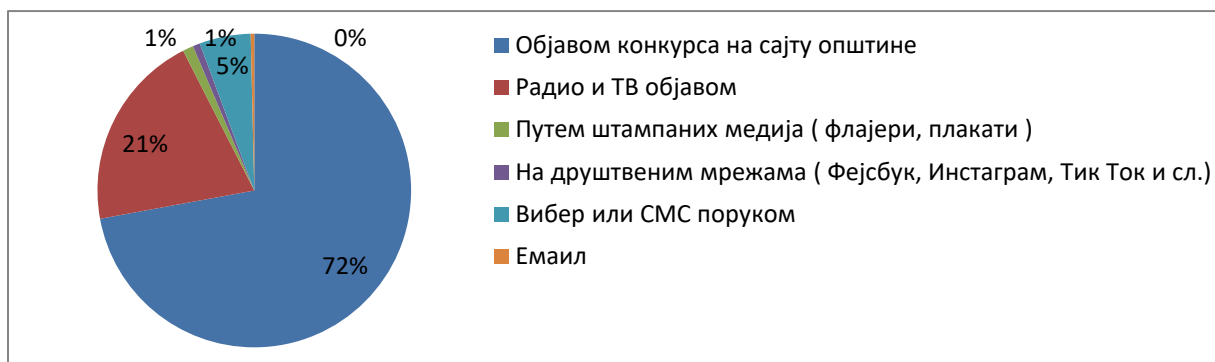 1%
1%
0%
5%
21%
72%
Објавом конкурса на сајту општине
Радио и ТВ објавом
Путем штампаних медија ( флајери, плакати )
На друштвеним мрежама ( Фејсбук, Инстаграм, Тик Ток и сл.)
Вибер или СМС поруком
Емаил